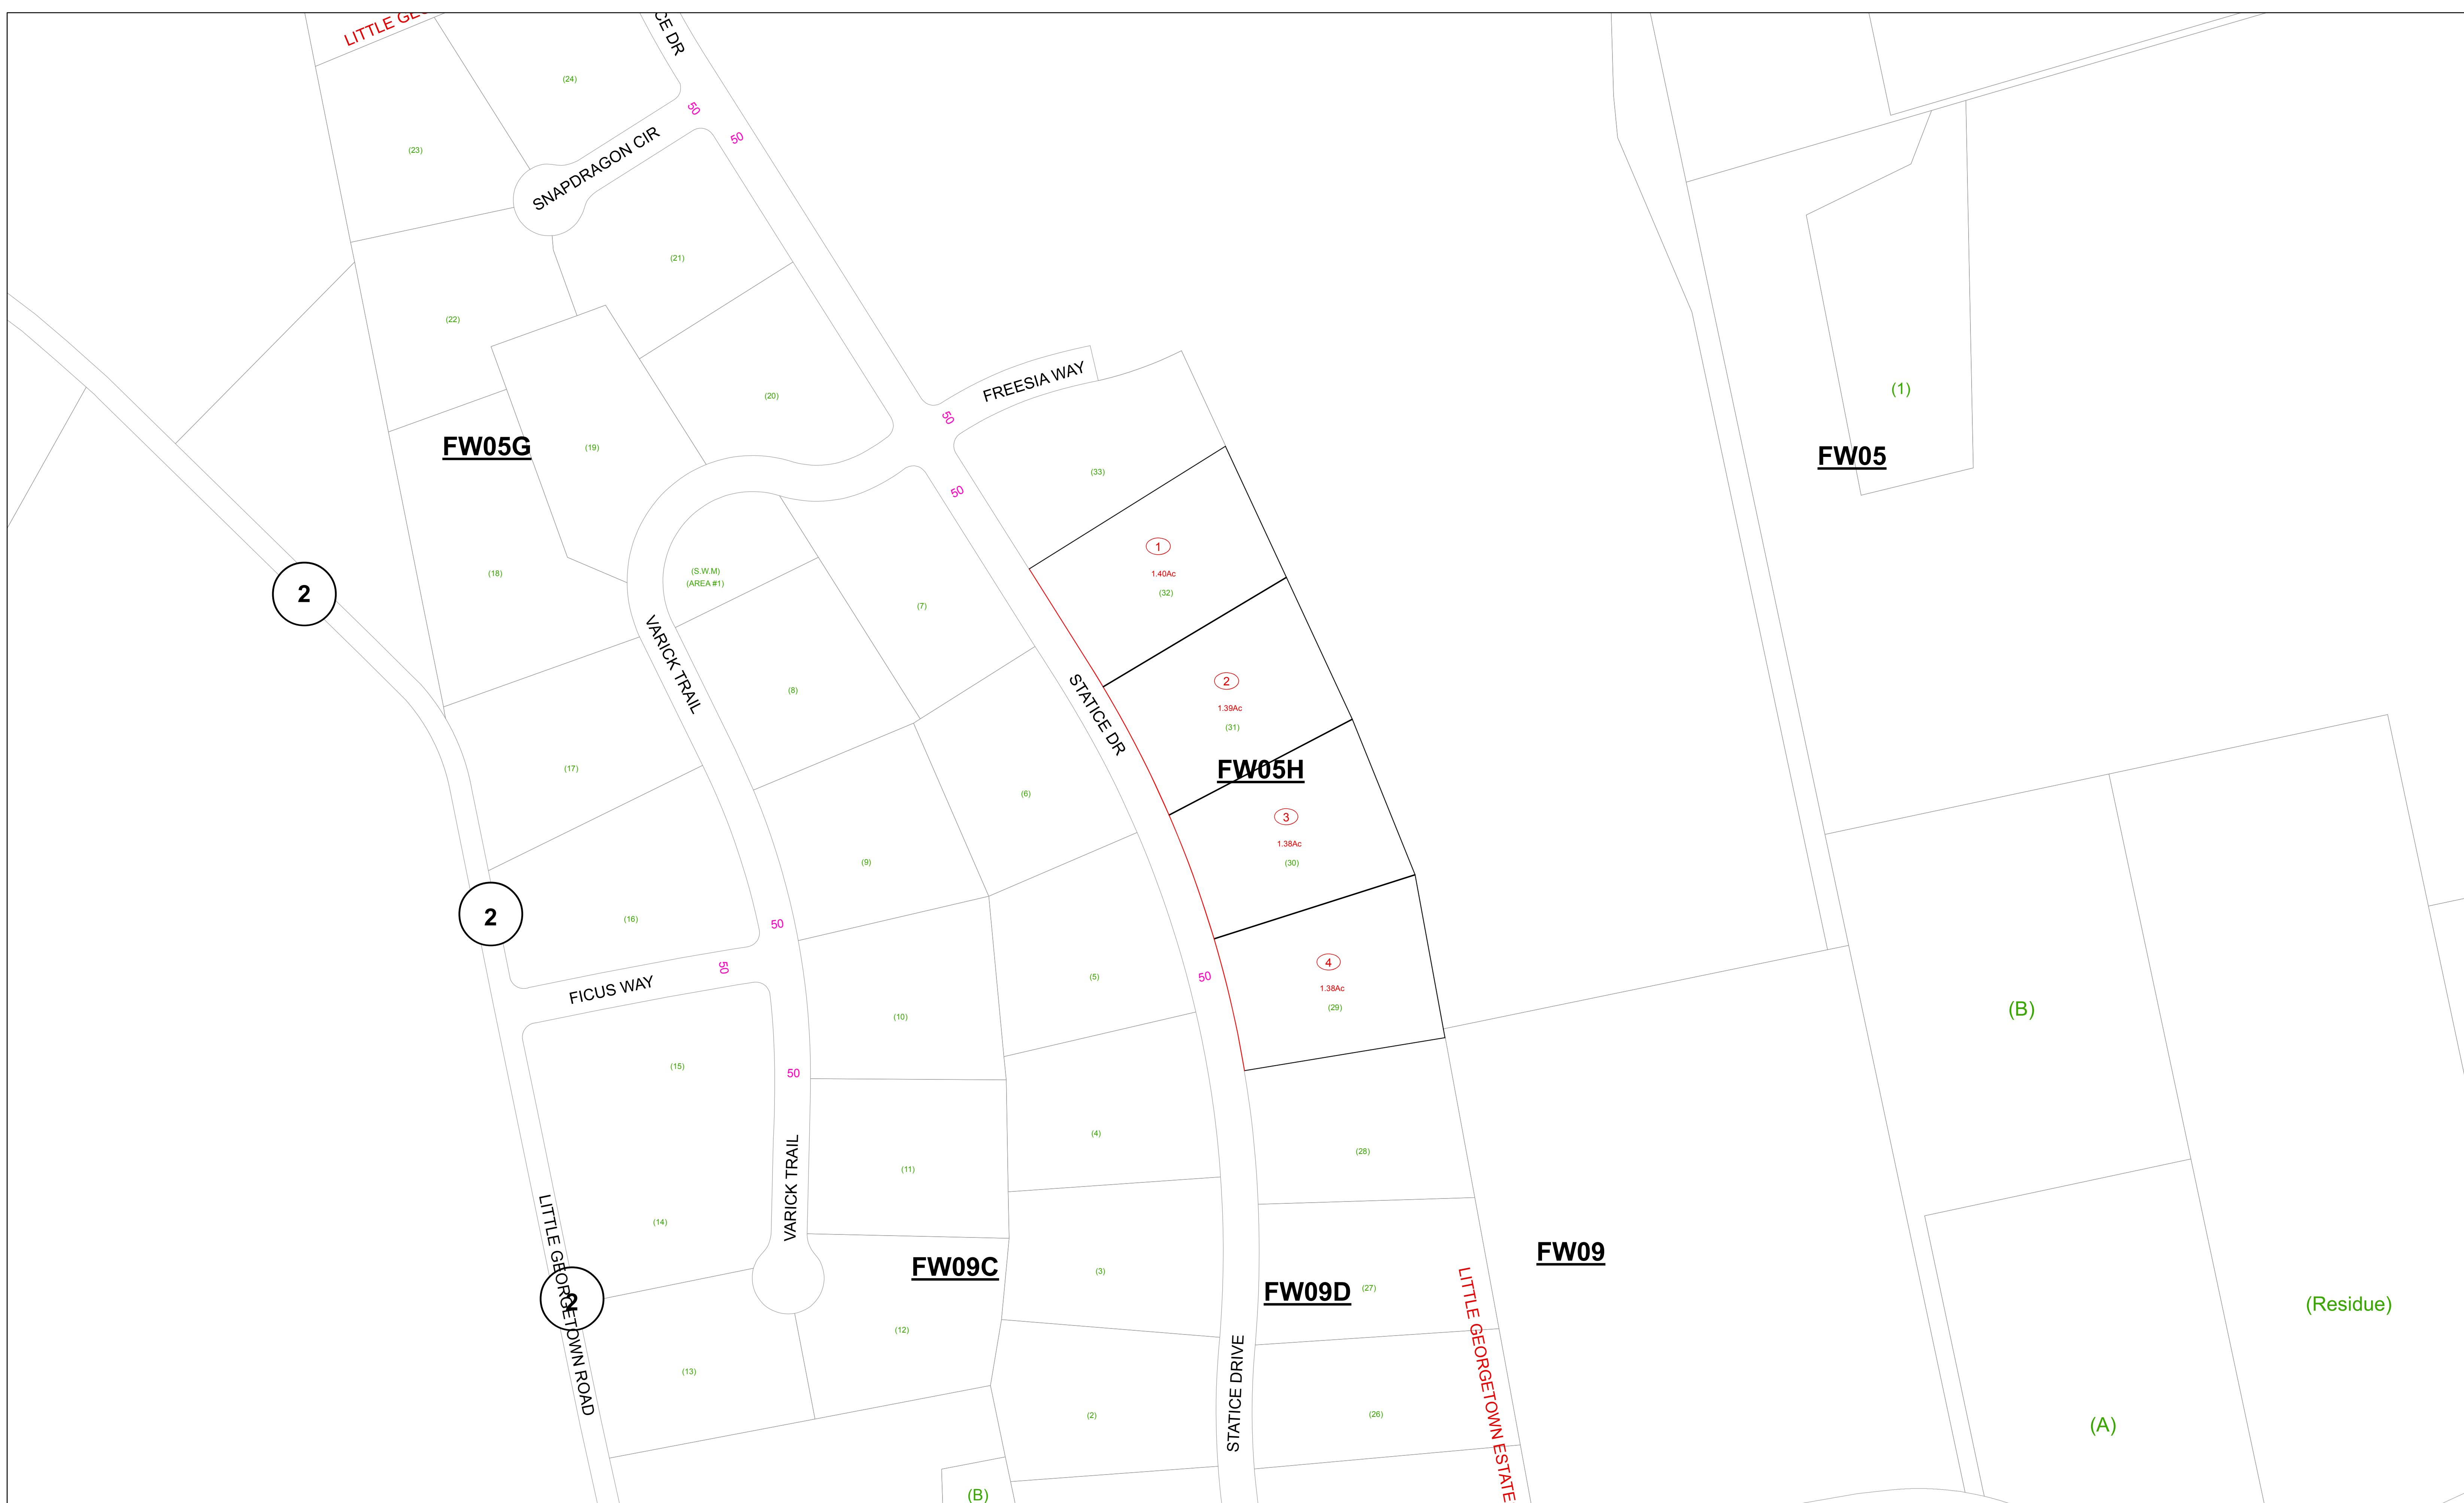 LITTLE GEO
CE DR
(24)
50
50
(23)
SNAPDRAGON CIR
(21)
(22)
FREESIA WAY
(1)
(20)
50
FW05G
(19)
FW05
(33)
50
1
1.40Ac
(32)
(18)
(S.W.M)
(AREA #1)
2
(7)
VARICK TRAIL
(8)
2
1.39Ac
(31)
STATICE DR
FW05H
(17)
(6)
3
1.38Ac
(30)
(9)
2
(16)
50
50
FICUS WAY
(5)
50
4
1.38Ac
(29)
(10)
(B)
(15)
50
(4)
(28)
(11)
VARICK TRAIL
(14)
LITTLE GEORGETOWN ROAD
2
FW09C
(3)
FW09D
(27)
FW09
LITTLE GEORGETOWN ESTATE
(Residue)
(12)
(13)
STATICE DRIVE
(2)
(26)
(A)
(B)